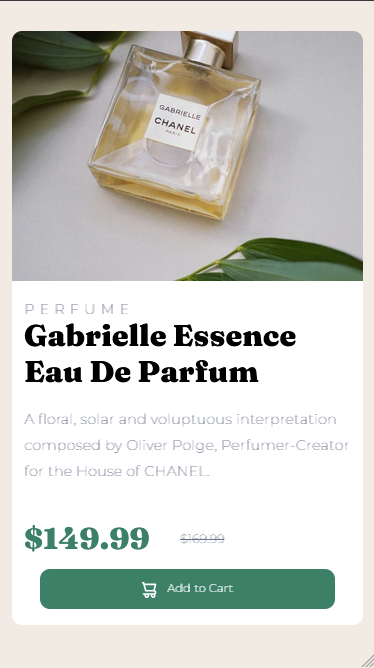 GABRIELLE
CHANEL
PARIS
PERFUME
Gabrielle Essence
Eau De Parfum
A floral, solar and voluptuous interpretation
composed by Oliver Polge, Perfumer-Creator
for the House of CHANEL.
$149.99 $169.99
Add to Cart